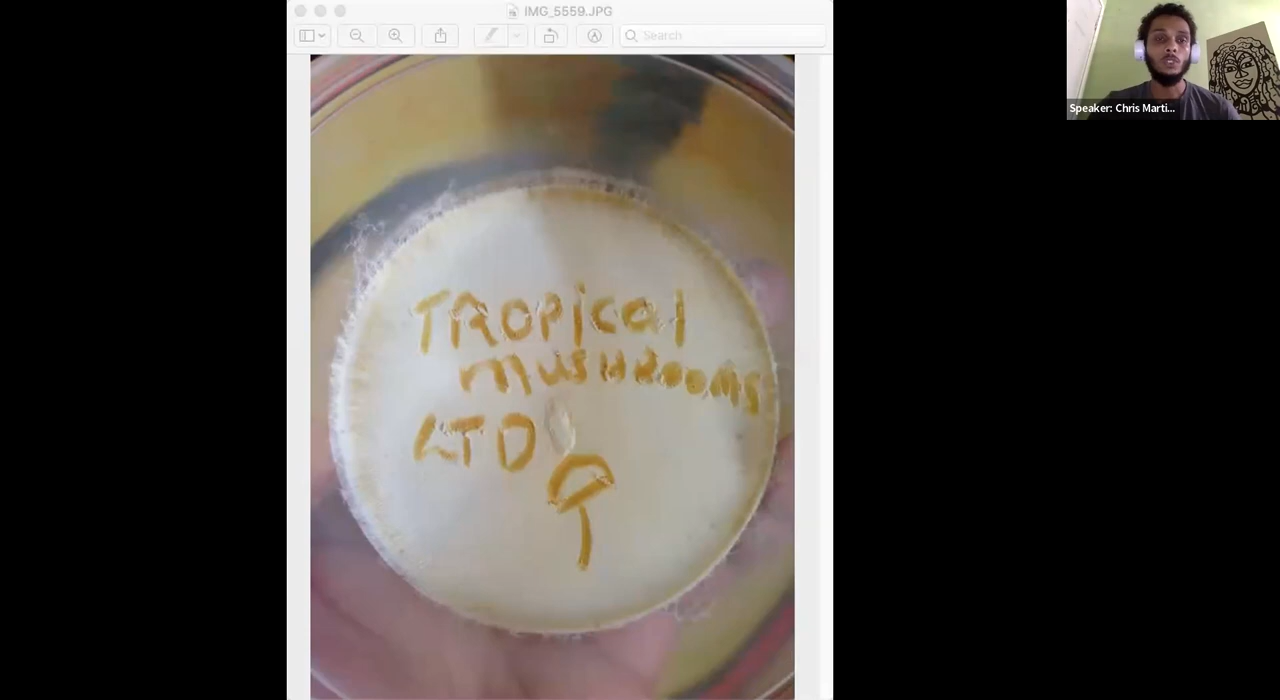 IMG_5559.JPG
Search
Speaker: Chris Marti...
TROPical
MUSHROOMS
LTD